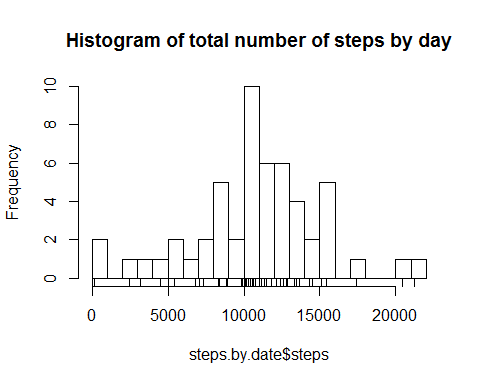 Histogram of total number of steps by day
Frequency
10
8
6
4
2
0
0 5000 10000 15000 20000
steps.by.date$steps